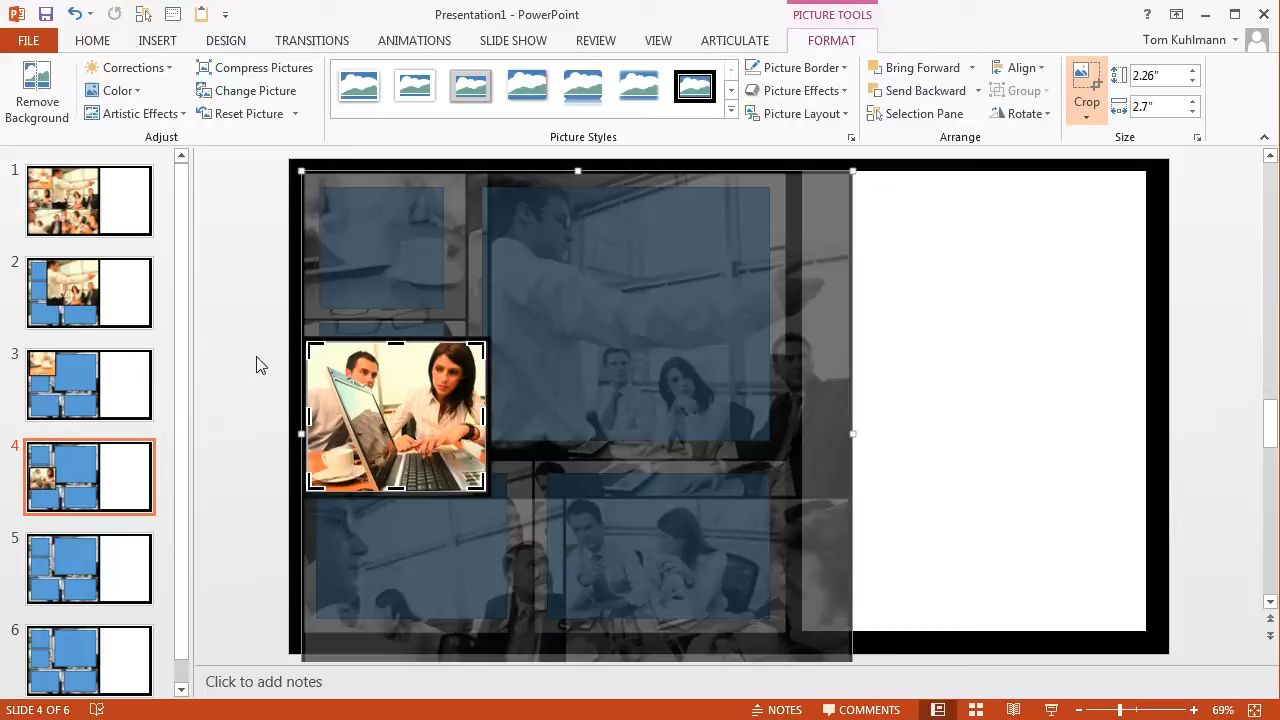 Presentation1 - PowerPoint
PICTURE TOOLS
FILE
HOME
INSERT
DESIGN
TRANSITIONS
ANIMATIONS
SLIDE SHOW
REVIEW
VIEW
ARTICULATE
FORMAT
Tom Kuhlmann
Remove
Background
Corrections
Color
Artistic Effects
Compress Pictures
Change Picture
Reset Picture
Adjust
Picture Styles
Picture Border
Picture Effects
Picture Layout
Bring Forward
Send Backward
Selection Pane
Align
Group
Rotate
Arrange
Crop
2.26"
2.7"
Size
1
2
3
4
5
6
Click to add notes
SLIDE 4 OF 6
NOTES
COMMENTS
69%